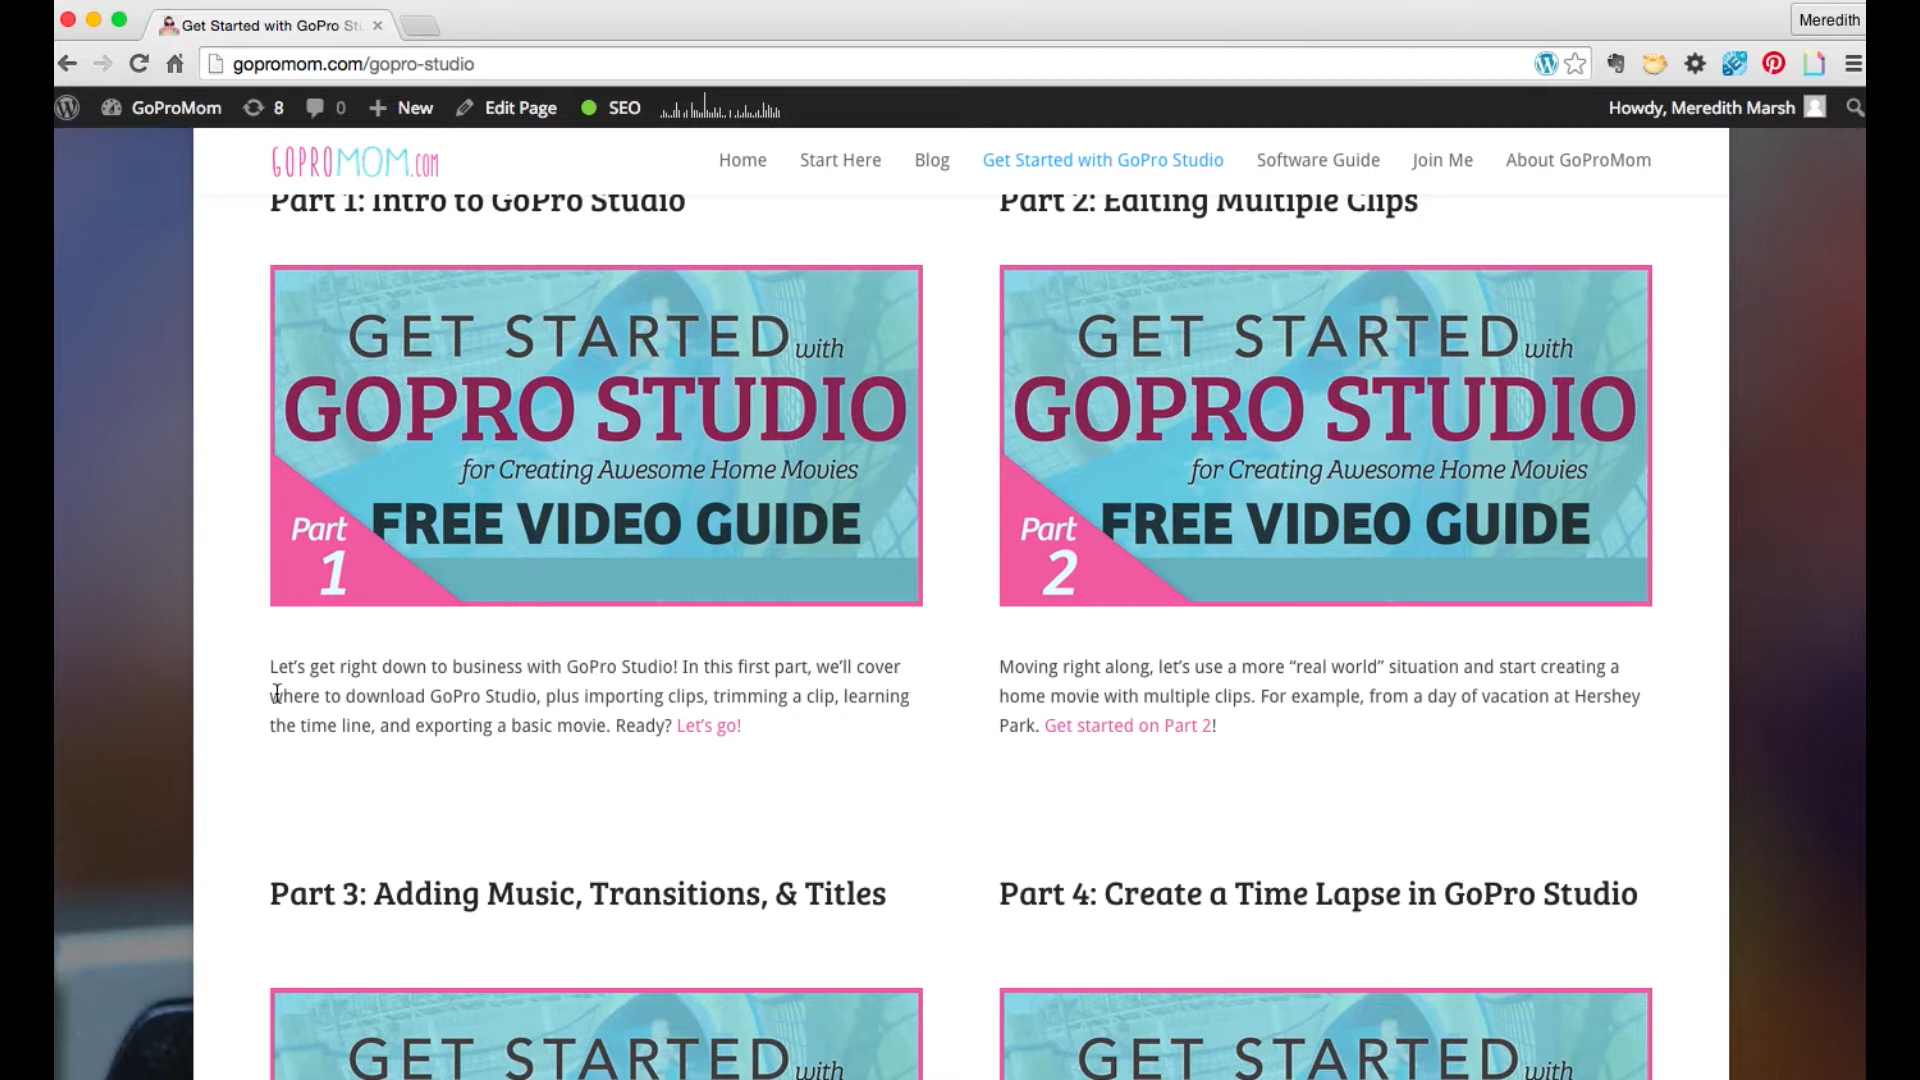 Get Started with GoPro St
Meredith
gopromom.com/gopro-studio
GoProMom 8 0 New Edit Page SEO Howdy, Meredith Marsh
GOPROMOM.COM
Home Start Here Blog Get Started with GoPro Studio Software Guide Join Me About GoProMom
Part 1: Intro to GoPro Studio
GET STARTED with
GOPRO STUDIO
for Creating Awesome Home Movies
FREE VIDEO GUIDE
Part
1
Let’s get right down to business with GoPro Studio! In this first part, we’ll cover
where to download GoPro Studio, plus importing clips, trimming a clip, learning
the time line, and exporting a basic movie. Ready? Let’s go!
Part 2: Editing Multiple Clips
GET STARTED with
GOPRO STUDIO
for Creating Awesome Home Movies
FREE VIDEO GUIDE
Part
2
Moving right along, let’s use a more “real world” situation and start creating a
home movie with multiple clips. For example, from a day of vacation at Hershey
Park. Get started on Part 2!
Part 3: Adding Music, Transitions, & Titles
GET STARTED with
Part 4: Create a Time Lapse in GoPro Studio
GET STARTED with